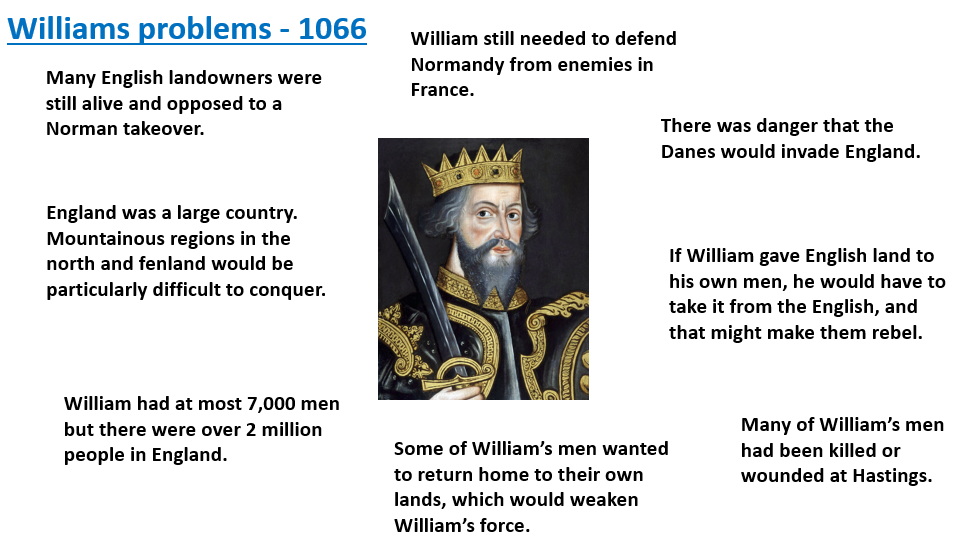 Williams problems - 1066
Many English landowners were
still alive and opposed to a
Norman takeover.
William still needed to defend
Normandy from enemies in
France.
There was danger that the
Danes would invade England.
England was a large country.
Mountainous regions in the
north and fenland would be
particularly difficult to conquer.
If William gave English land to
his own men, he would have to
take it from the English, and
that might make them rebel.
William had at most 7,000 men
but there were over 2 million
people in England.
Some of William’s men wanted
to return home to their own
lands, which would weaken
William’s force.
Many of William’s men
had been killed or
wounded at Hastings.